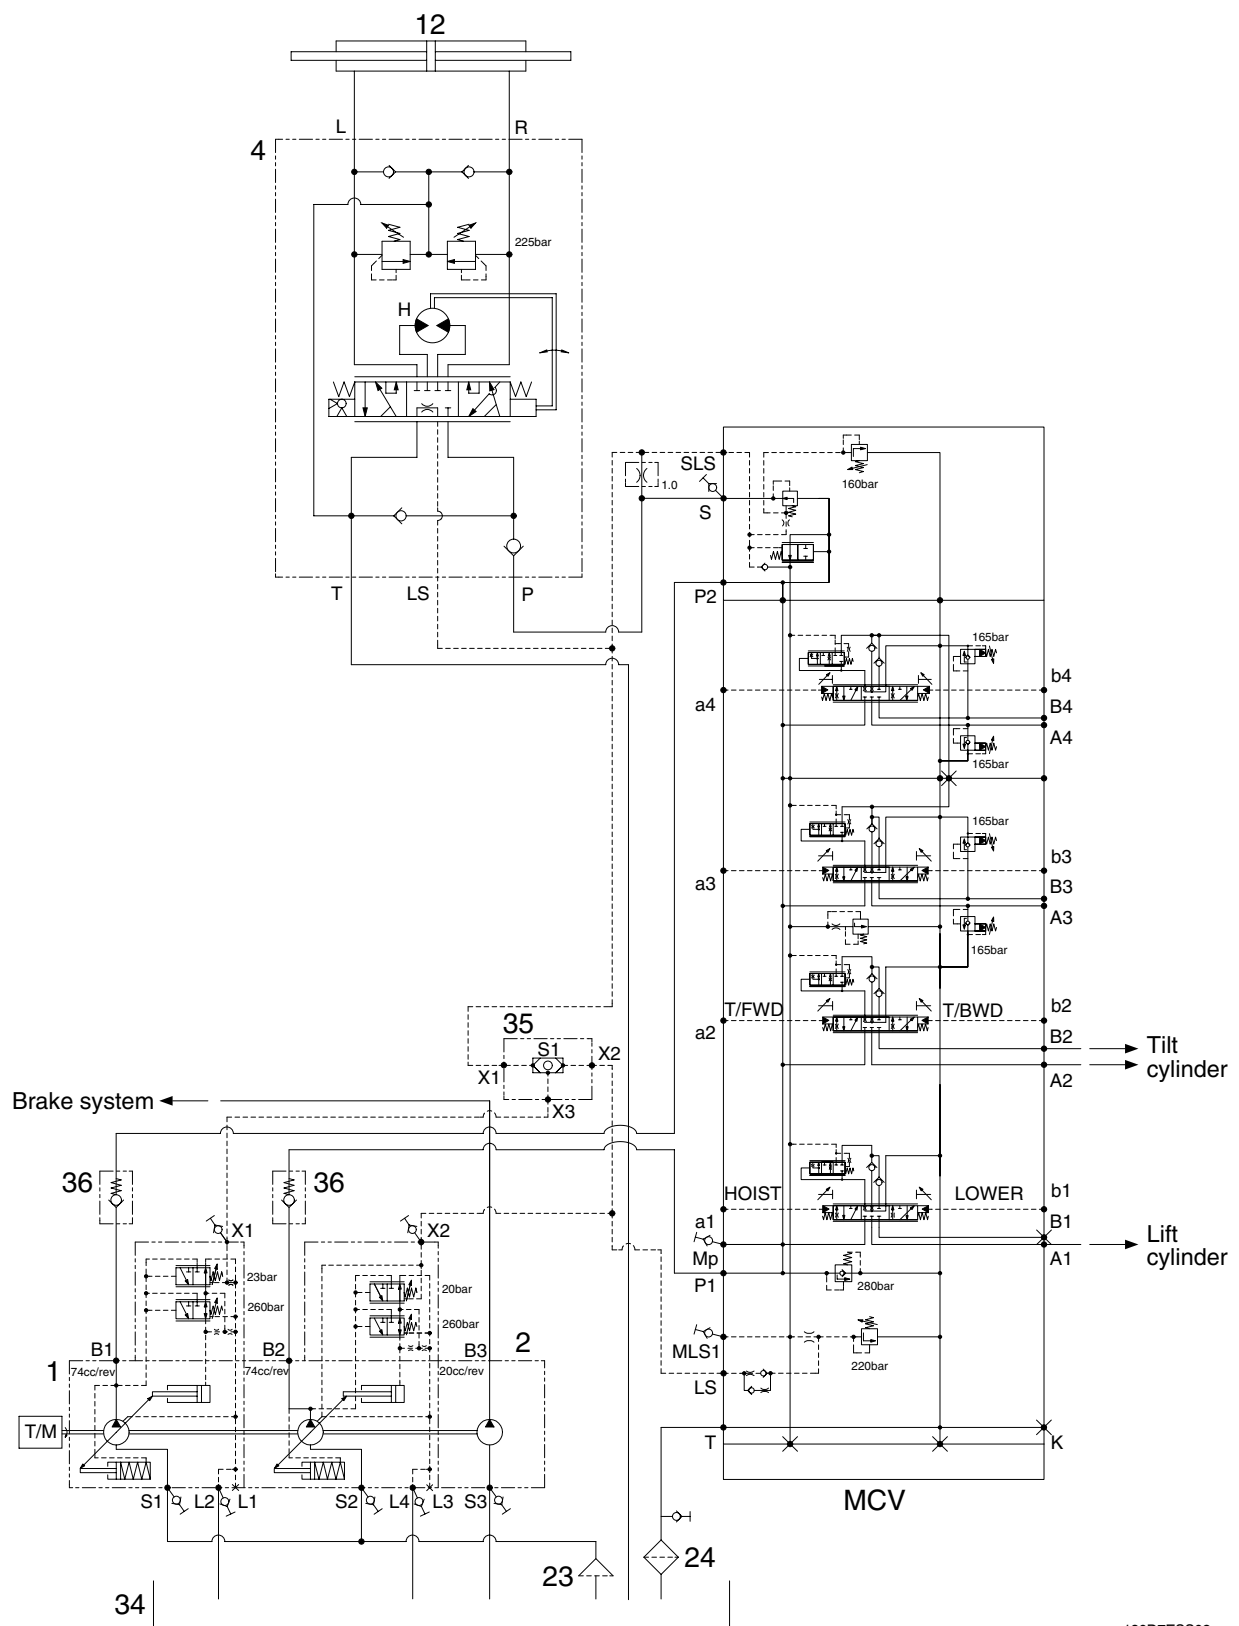 12
L R
4
225bar
H
SLS
160bar
1.0
S
T LS P
P2
165bar
b4
a4
B4
A4
165bar
165bar
b3
a3
B3
A3
165bar
T/FWD T/BWD
b2
a2
B2
Tilt
cylinder
A2
35
S1
X1 X2
X3
Brake system
36 36
HOIST LOWER
b1
a1
B1
Lift
cylinder
A1
X1 X2
Mp
P1
280bar
23bar
260bar
20bar
260bar
MLS1
220bar
LS
1
B1
74cc/rev
B2
74cc/rev
B3
20cc/rev
2
T/M
T K
MCV
S1 L2 L1 S2 L4 L3 S3
23
24
34